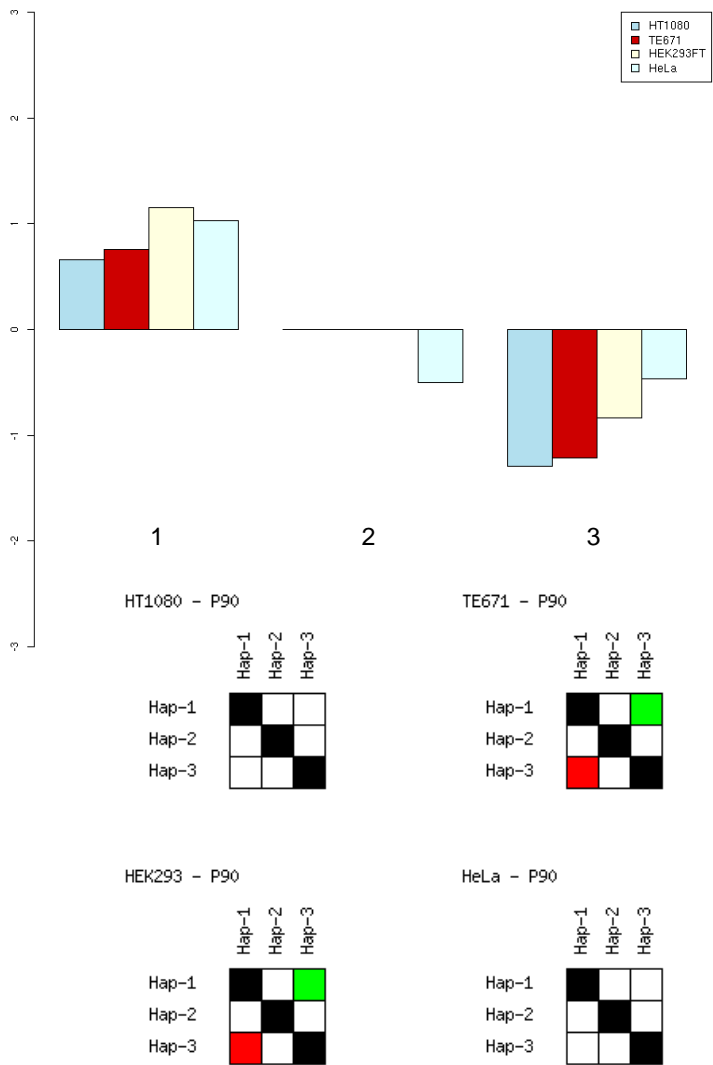 3
2
1
0
-1
-2
-3
HT1080
TE671
HEK293FT
HeLa
1 2 3
HT1080 - P90
Hap-1 Hap-2 Hap-3
Hap-1
Hap-2
Hap-3
TE671 - P90
Hap-1 Hap-2 Hap-3
Hap-1
Hap-2
Hap-3
HEK293 - P90
Hap-1 Hap-2 Hap-3
Hap-1
Hap-2
Hap-3
HeLa - P90
Hap-1 Hap-2 Hap-3
Hap-1
Hap-2
Hap-3